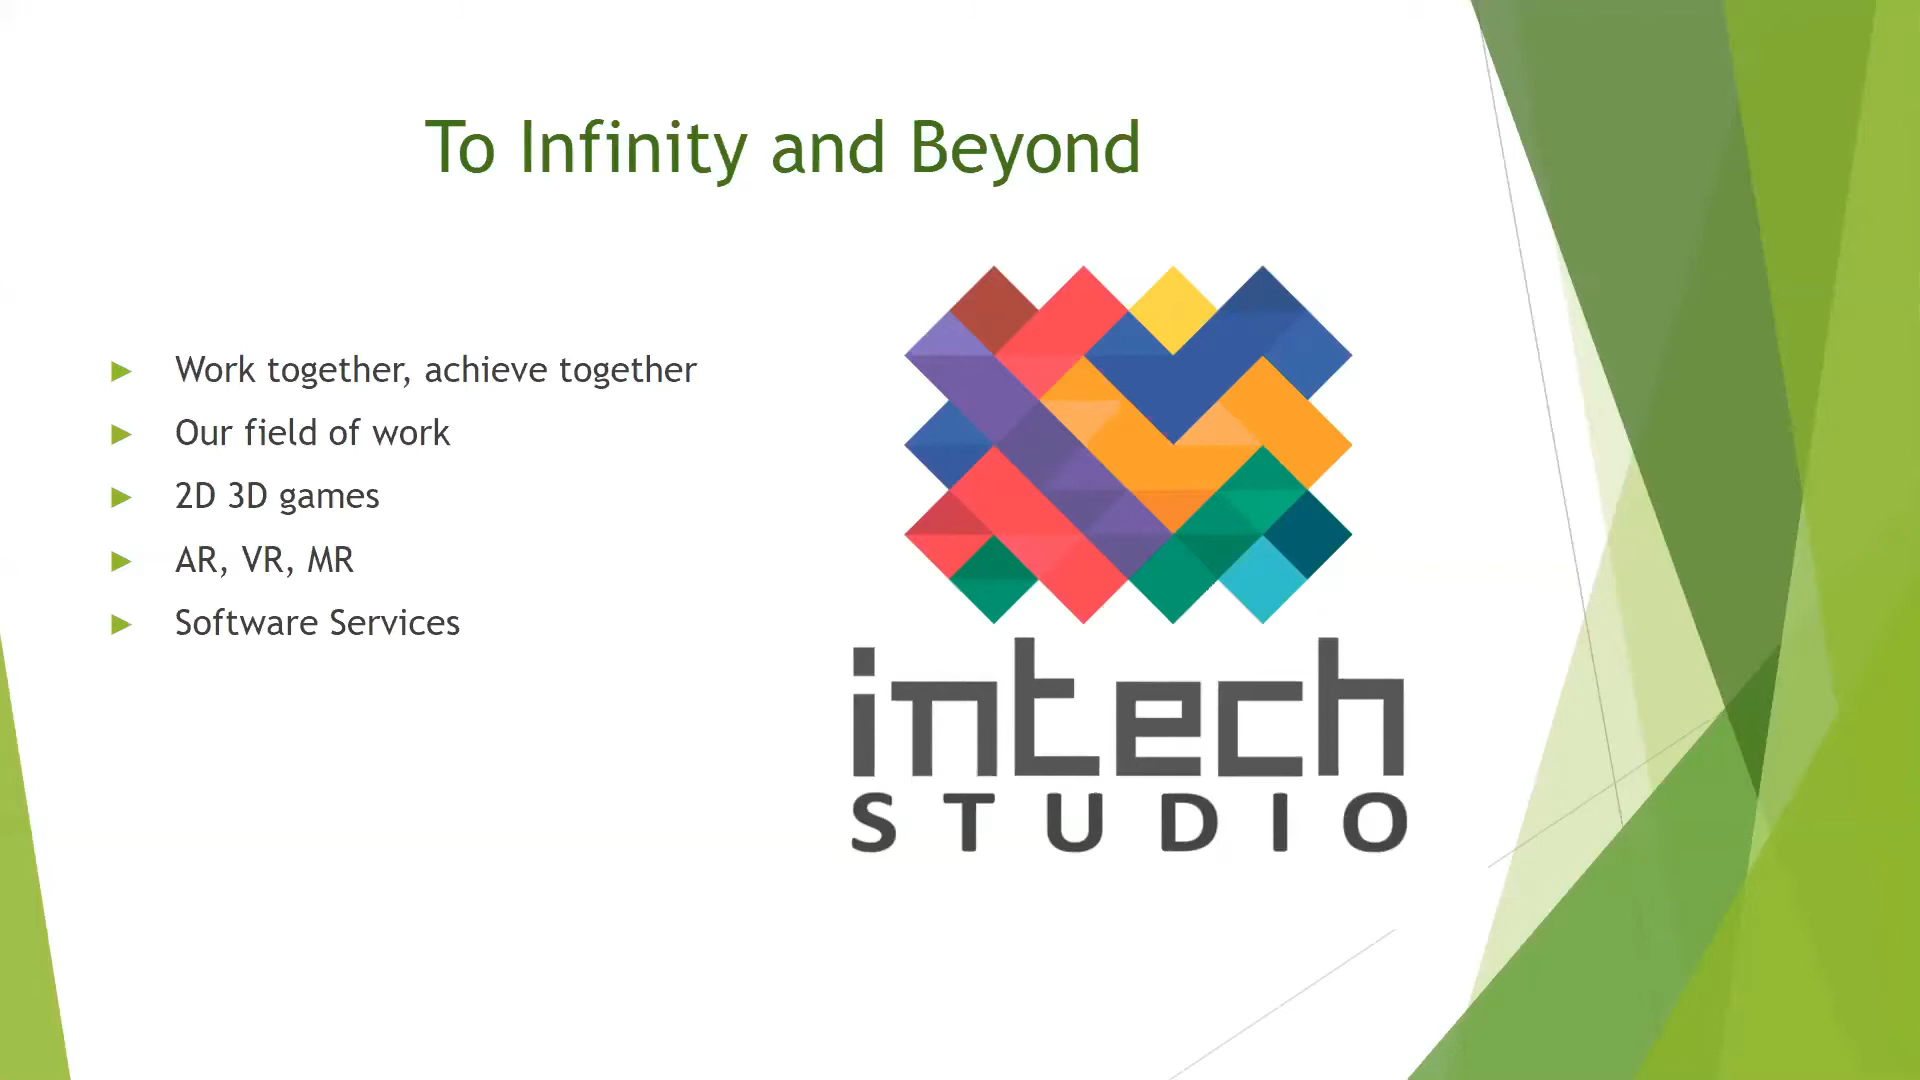 To Infinity and Beyond
Work together, achieve together
Our field of work
2D 3D games
AR, VR, MR
Software Services
intech
STUDIO